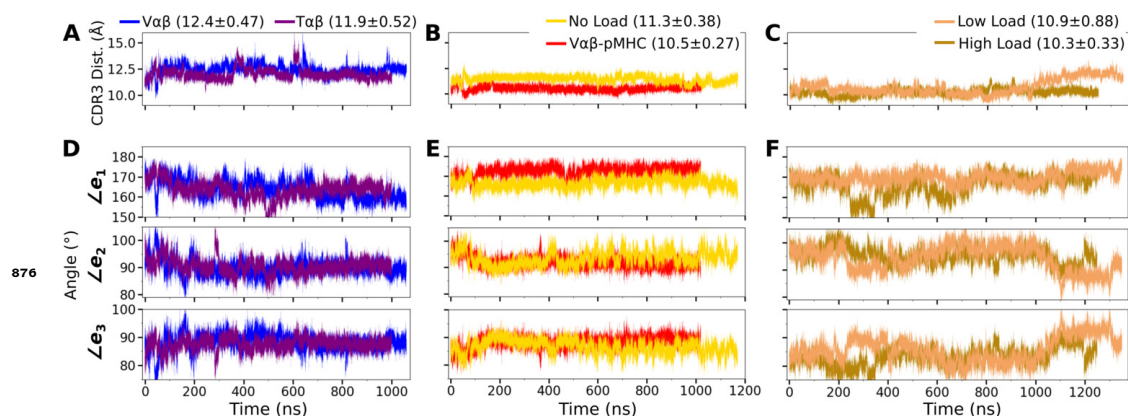 Vαβ (12.4±0.47) Tαβ (11.9±0.52) No Load (11.3±0.38) Low Load (10.9±0.88)
Vαβ-pMHC (10.5±0.27) High Load (10.3±0.33)
A B C
CDR3 Dist. (Å)
15.0
12.5
10.0
D E F
∠e1
180
170
160
150
876
Angle (°)
∠e2
100
90
80
∠e3
100
90
80
0 200 400 600 800 1000 0 200 400 600 800 1000 1200 0 200 400 600 800 1000 1200
Time (ns) Time (ns) Time (ns)